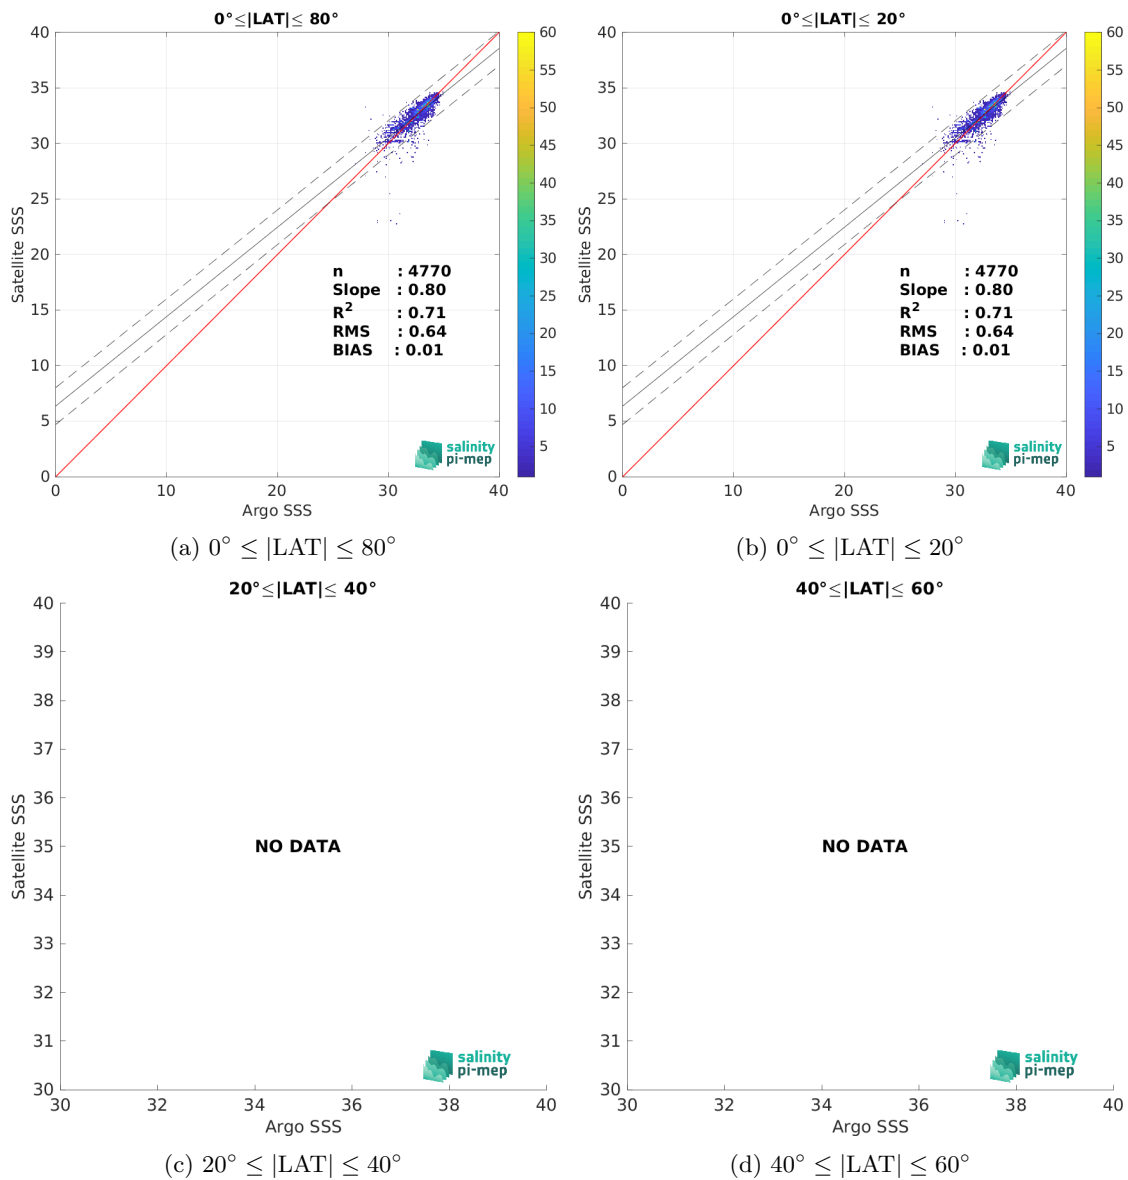 0°≤|LAT|≤ 80°
40
35
30
25
20
15
10
5
0
0
10
20
30
40
Satellite SSS
Argo SSS
n : 4770
Slope : 0.80
R² : 0.71
RMS : 0.64
BIAS : 0.01
salinity
pi-mep
60
55
50
45
40
35
30
25
20
15
10
5
(a) 0° ≤ |LAT| ≤ 80°
0°≤|LAT|≤ 20°
40
35
30
25
20
15
10
5
0
0
10
20
30
40
Satellite SSS
Argo SSS
n : 4770
Slope : 0.80
R² : 0.71
RMS : 0.64
BIAS : 0.01
salinity
pi-mep
60
55
50
45
40
35
30
25
20
15
10
5
(b) 0° ≤ |LAT| ≤ 20°
20°≤|LAT|≤ 40°
40
39
38
37
36
35
34
33
32
31
30
30
32
34
36
38
40
Satellite SSS
Argo SSS
NO DATA
salinity
pi-mep
(c) 20° ≤ |LAT| ≤ 40°
40°≤|LAT|≤ 60°
40
39
38
37
36
35
34
33
32
31
30
30
32
34
36
38
40
Satellite SSS
Argo SSS
NO DATA
salinity
pi-mep
(d) 40° ≤ |LAT| ≤ 60°